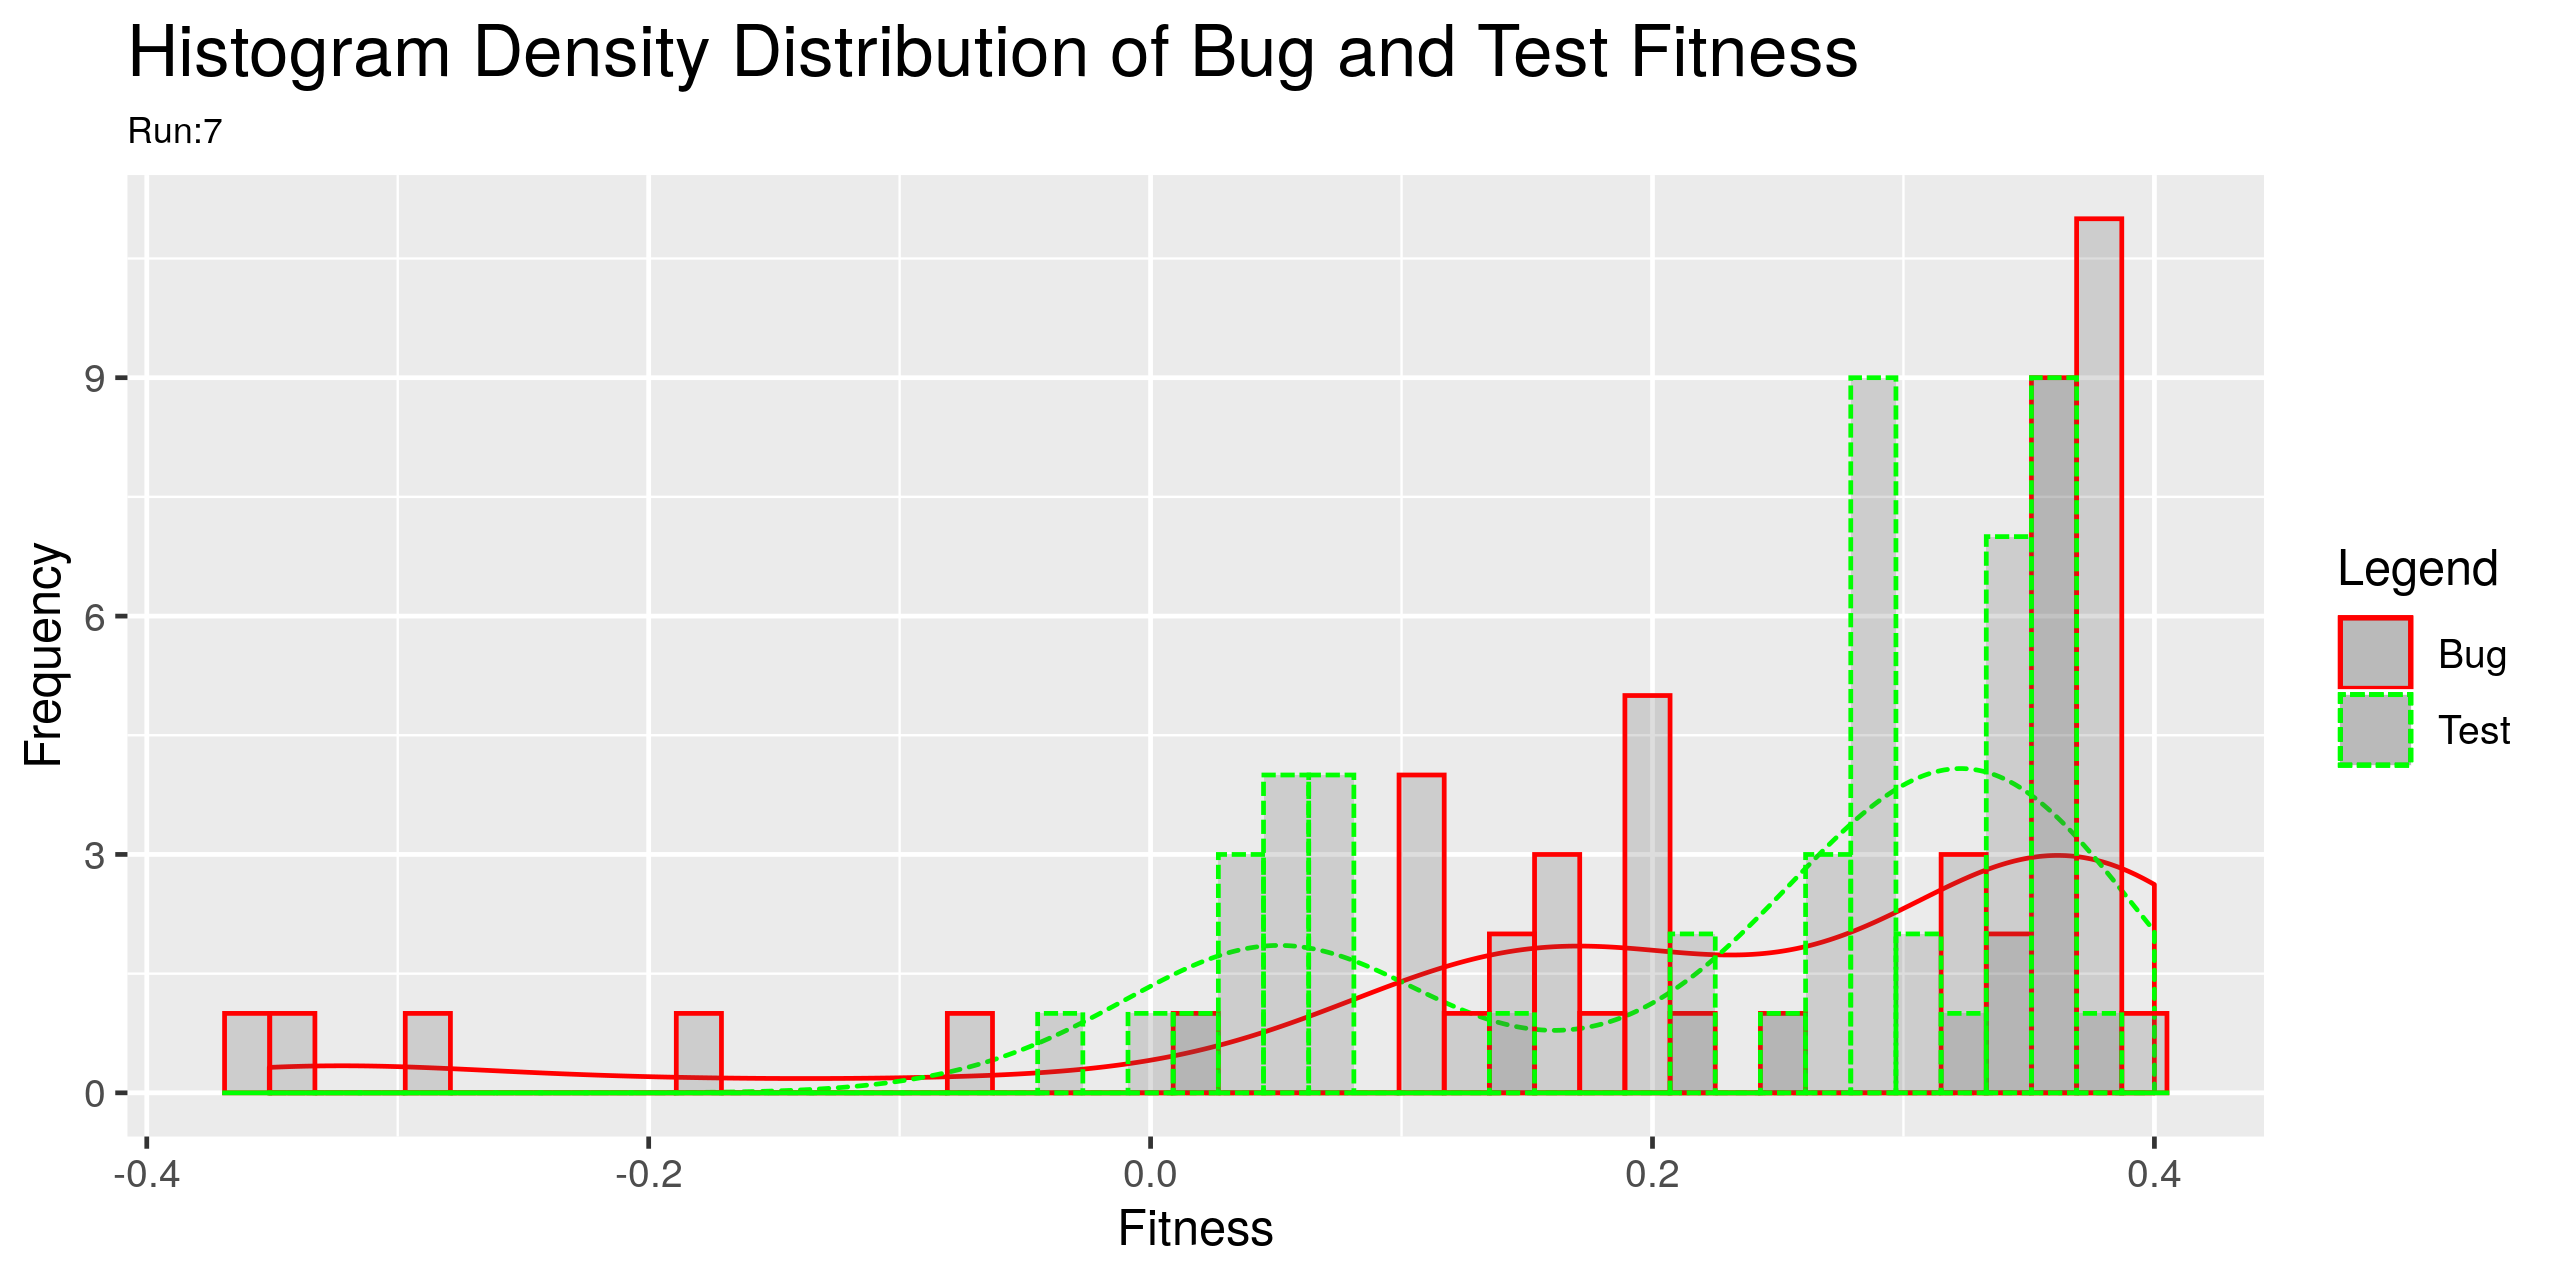 Histogram Density Distribution of Bug and Test Fitness
Run:7
Frequency
9
6
3
0
-0.4 -0.2 0.0 0.2 0.4
Fitness
Legend
Bug
Test